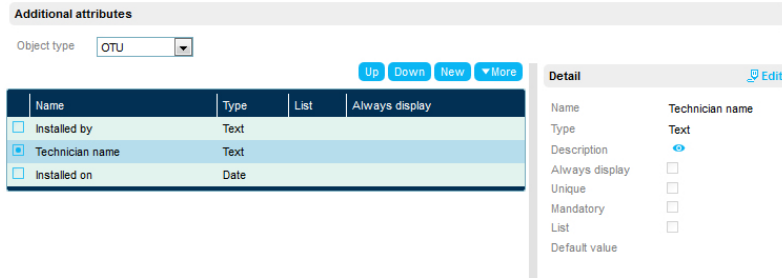 Additional attributes
Object type OTU
Up Down New ▼More
Name Type List Always display
Installed by Text
Technician name Text
Installed on Date
Detail Edit
Name Technician name
Type Text
Description
Always display
Unique
Mandatory
List
Default value